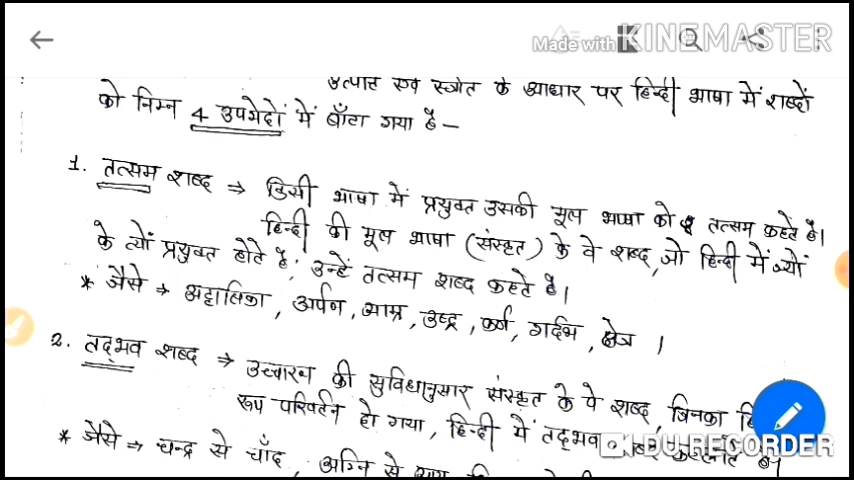 Made with KINEMASTER
उत्पत्ति एवं स्त्रोत के आधार पर हिन्दी भाषा में शब्दों
को निम्न 4 उपभेदों में बाँटा गया है –
1. तत्सम शब्द ⇒ किसी भाषा में प्रयुक्त उसकी मूल भाषा को तत्सम कहते है।
हिन्दी की मूल भाषा (संस्कृत) के वे शब्द, जो हिन्दी में ज्यों
के त्यों प्रयुक्त होते है, उन्हें तत्सम शब्द कहते है।
* जैसे ⇒ अट्टालिका, अर्पण, आम्र, उष्ट्र, कर्ण, गर्दभ, क्षेत्र ।
2. तद्भव शब्द ⇒ उच्चारण की सुविधानुसार संस्कृत के वे शब्द, जिनका
रूप परिवर्तन हो गया, हिन्दी में तद्भव
DU RECORDER
* जैसे ⇒ चन्द्र से चाँद, अग्नि से